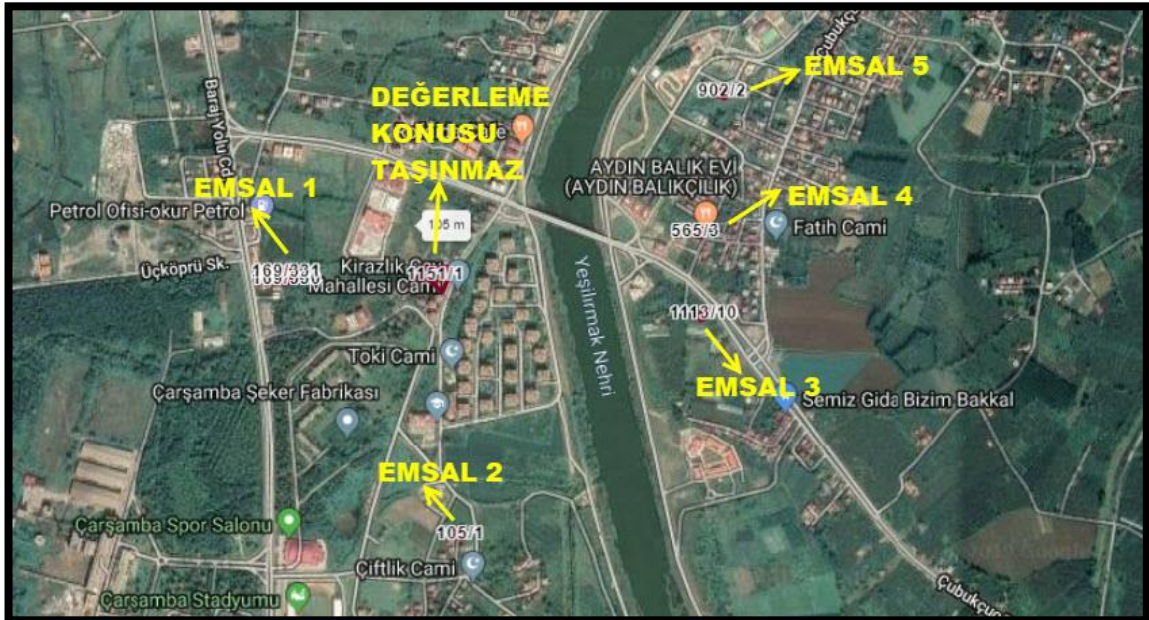 Çubukçu
EMSAL 5
902/2
DEĞERLEME
KONUSU
TAŞINMAZ
Baraj Yolu Cd.
AYDIN BALIK EVİ
(AYDIN BALIKÇILIK)
EMSAL 4
EMSAL 1
Petrol Ofisi-okur Petrol
105 m
565/3
Fatih Cami
Üçköprü Sk.
169/331
Kirazlık
1151/1
Mahallesi Cami
Yeşilırmak Nehri
1113/10
Toki Cami
EMSAL 3
Çarşamba Şeker Fabrikası
Semiz Gıda Bizim Bakkal
EMSAL 2
Çarşamba Spor Salonu
105/1
Çiftlik Cami
Çarşamba Stadyumu